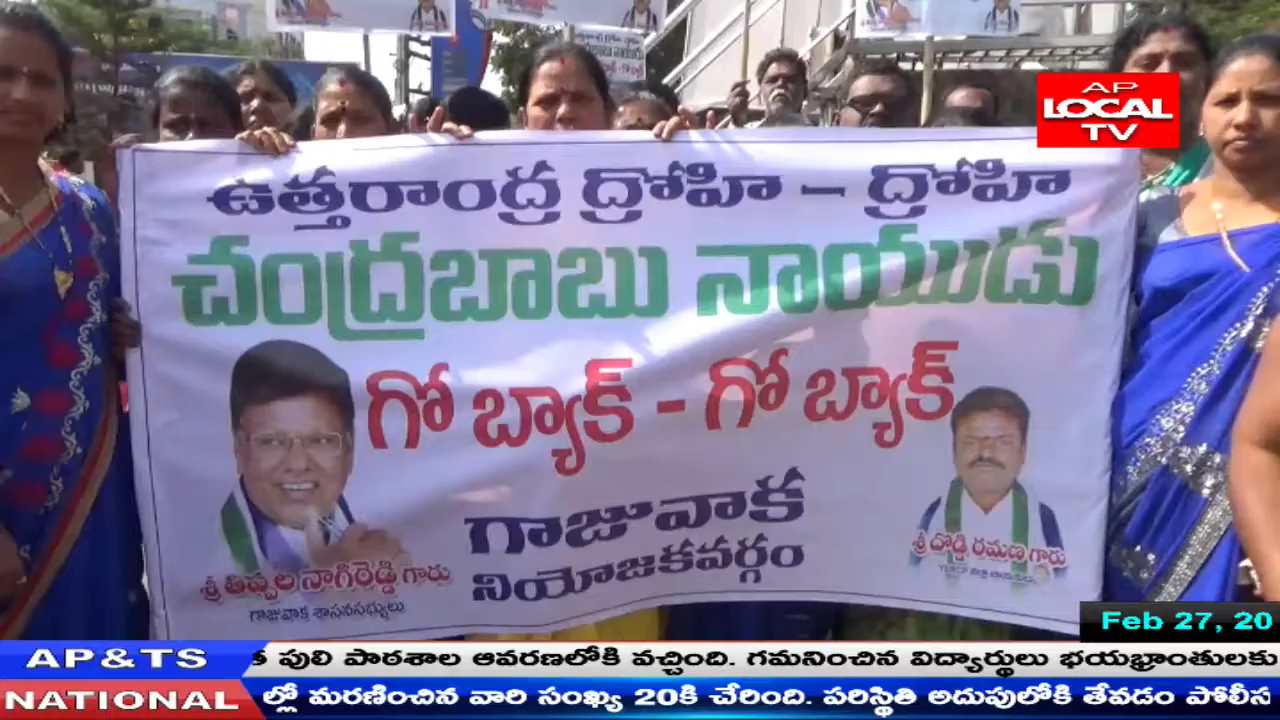 AP
LOCAL
TV
ఉత్తరాంధ్ర ద్రోహి – ద్రోహి
చంద్రబాబు నాయుడు
గో బ్యాక్ - గో బ్యాక్
గాజువాక
నియోజకవర్గం
శ్రీ తిప్పల నాగిరెడ్డి గారు
గాజువాక శాసనసభ్యులు
శ్రీ దొడ్డి రమణ గారు
Feb 27, 20
AP&TS
పులి పాఠశాల ఆవరణలోకి వచ్చింది. గమనించిన విద్యార్థులు భయభ్రాంతులకు
NATIONAL
ల్లో మరణించిన వారి సంఖ్య 20కి చేరింది. పరిస్థితి అదుపులోకి తేవడం పోలీస